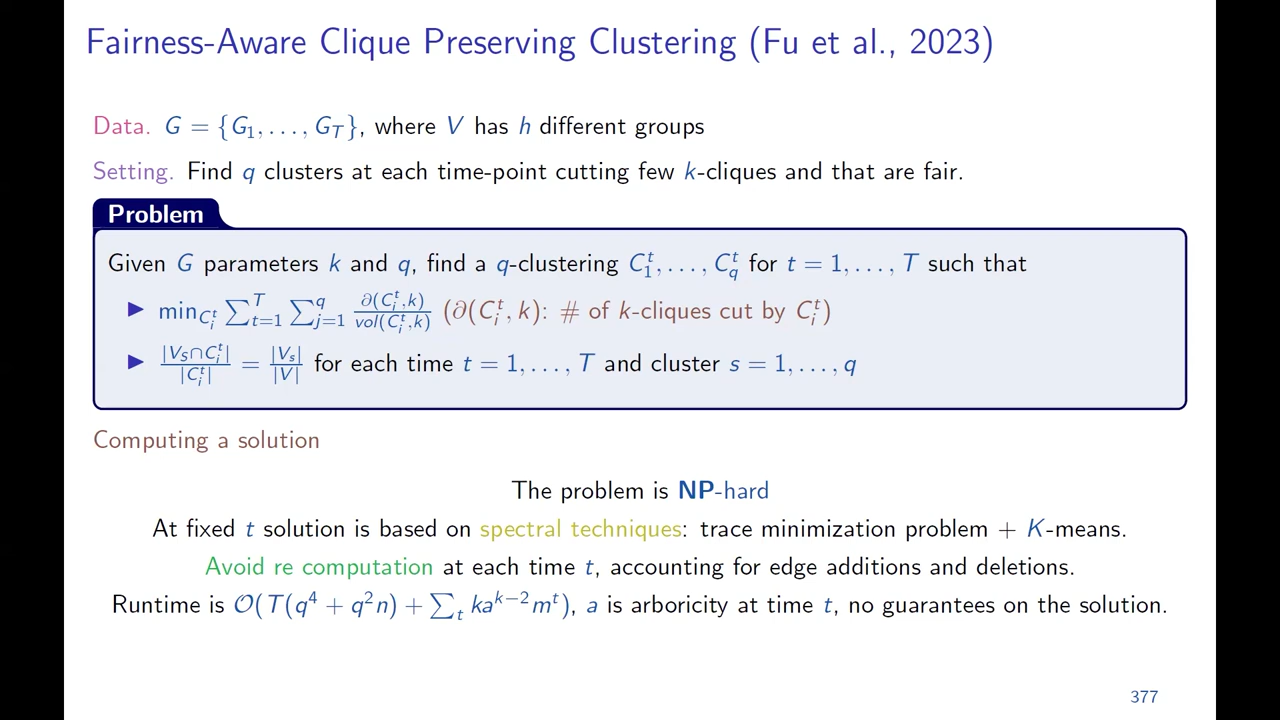 Fairness-Aware Clique Preserving Clustering (Fu et al., 2023)
Data. G = {G_1, . . . , G_T}, where V has h different groups
Setting. Find q clusters at each time-point cutting few k-cliques and that are fair.
Problem
Given G parameters k and q, find a q-clustering C_1^t, . . . , C_q^t for t = 1, . . . , T such that
▶ min_{C_i^t} ∑_{t=1}^T ∑_{j=1}^q ∂(C_i^t,k)/vol(C_i^t,k) (∂(C_i^t, k): # of k-cliques cut by C_i^t)
▶ |V_S∩C_i^t|/|C_i^t| = |V_s|/|V| for each time t = 1, . . . , T and cluster s = 1, . . . , q
Computing a solution
The problem is NP-hard
At fixed t solution is based on spectral techniques: trace minimization problem + K-means.
Avoid re computation at each time t, accounting for edge additions and deletions.
Runtime is O(T(q^4 + q^2n) + ∑_t ka^{k−2}m^t), a is arboricity at time t, no guarantees on the solution.
377